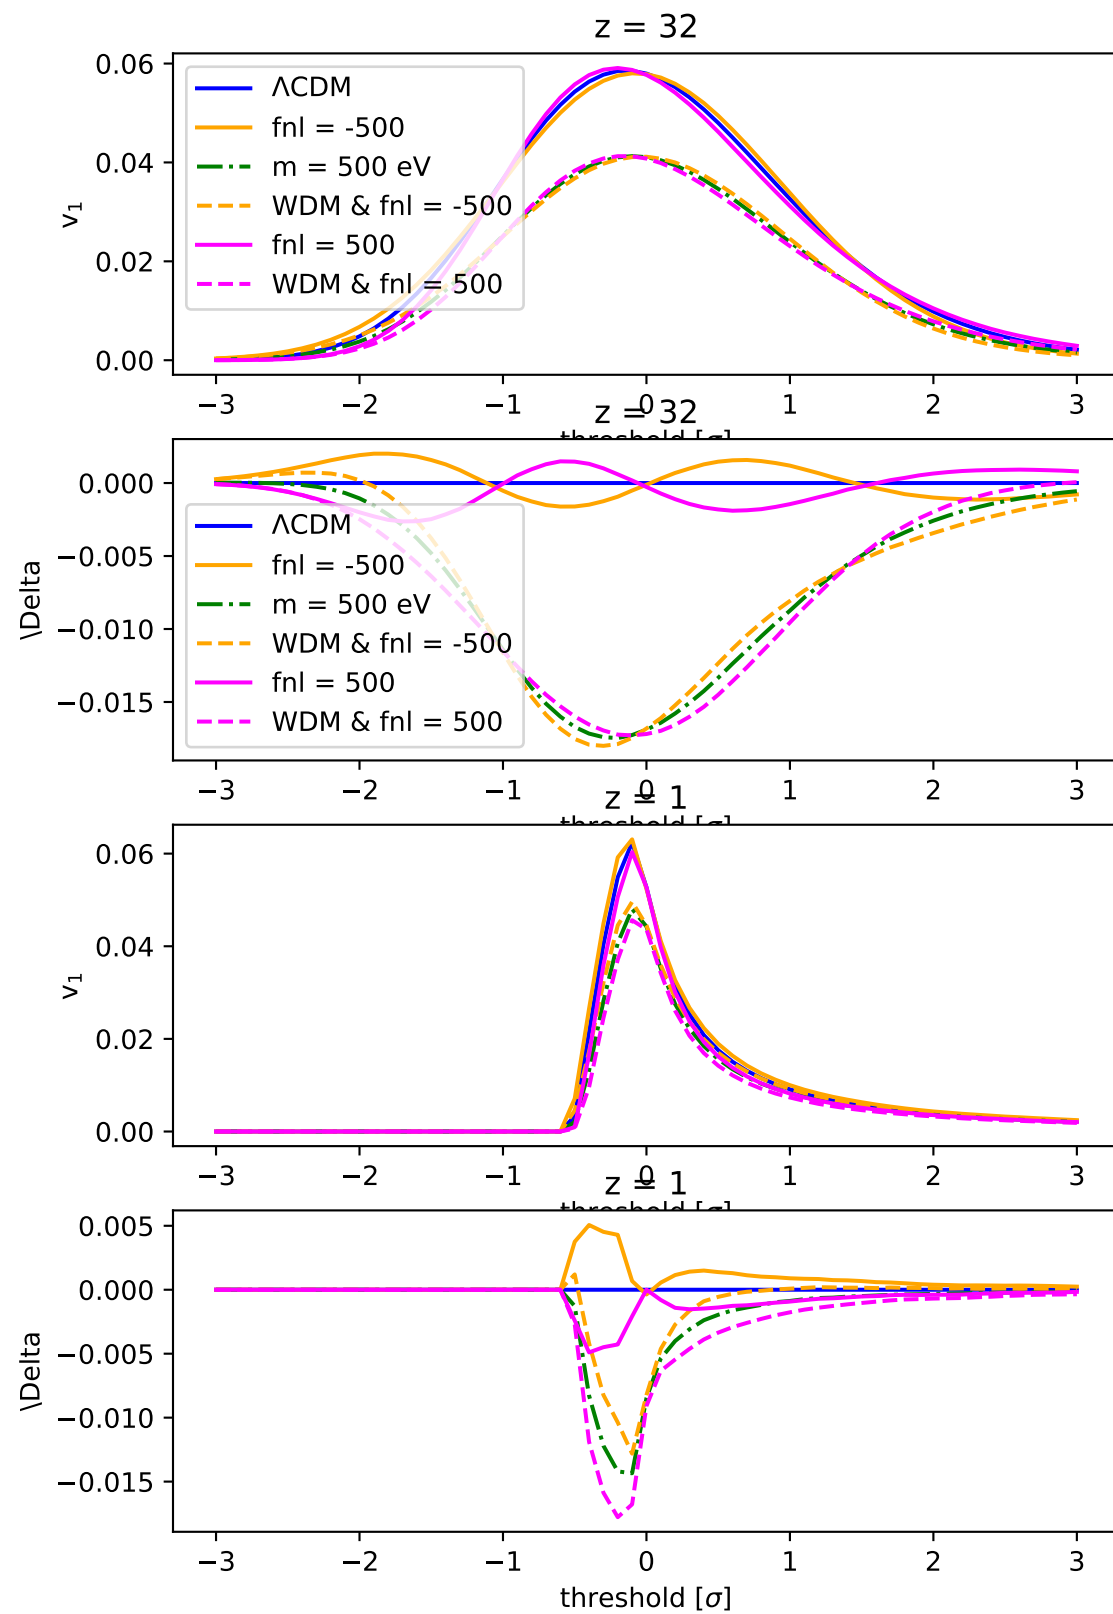 z = 32
0.06
0.04
0.02
0.00
v₁
ΛCDM
fnl = -500
m = 500 eV
WDM & fnl = -500
fnl = 500
WDM & fnl = 500
−3 −2 −1 0 1 2 3
threshold [σ]
z = 32
0.000
−0.005
−0.010
−0.015
\Delta
ΛCDM
fnl = -500
m = 500 eV
WDM & fnl = -500
fnl = 500
WDM & fnl = 500
−3 −2 −1 0 1 2 3
threshold [σ]
z = 1
0.06
0.04
0.02
0.00
v₁
−3 −2 −1 0 1 2 3
threshold [σ]
z = 1
0.005
0.000
−0.005
−0.010
−0.015
\Delta
−3 −2 −1 0 1 2 3
threshold [σ]